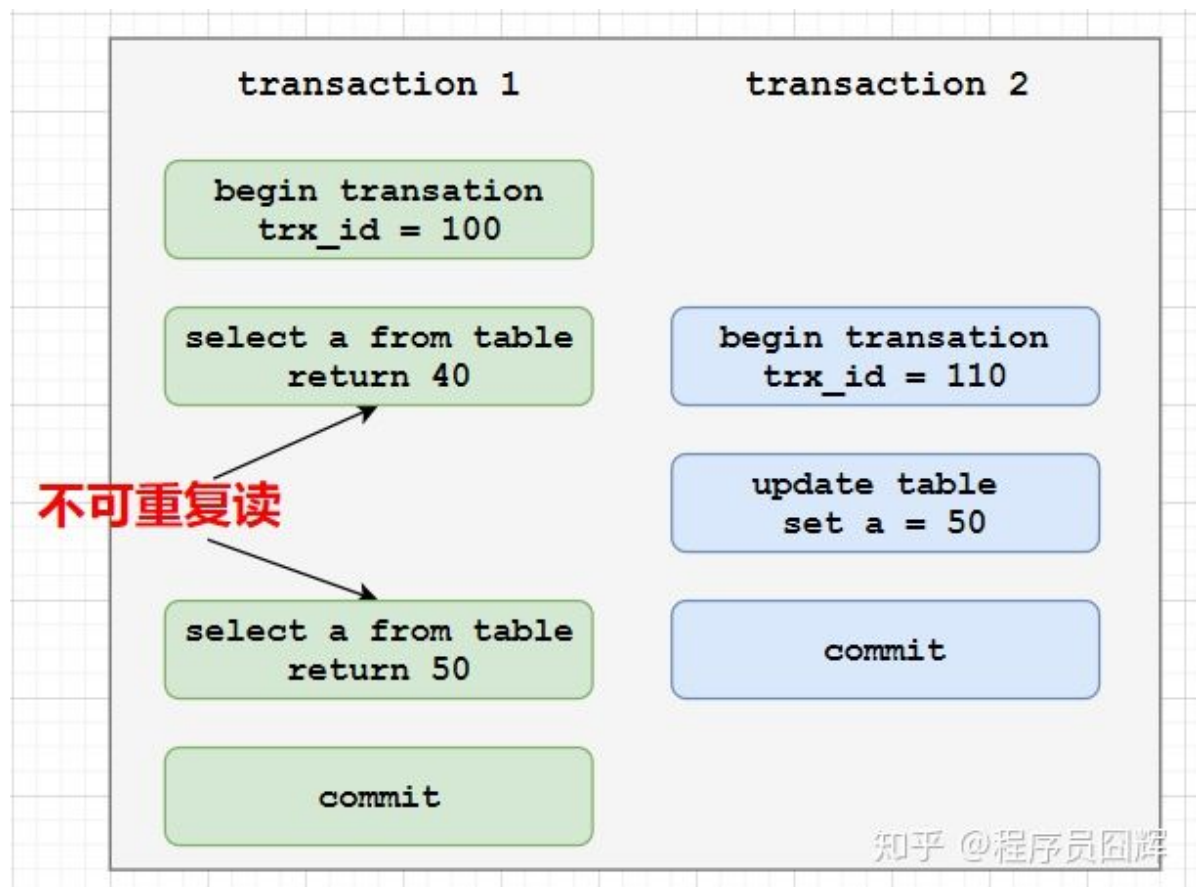 transaction 1
transaction 2
begin transation
trx_id = 100
select a from table
return 40
begin transation
trx_id = 110
不可重复读
update table
set a = 50
select a from table
return 50
commit
commit
知乎 @程序员囧辉